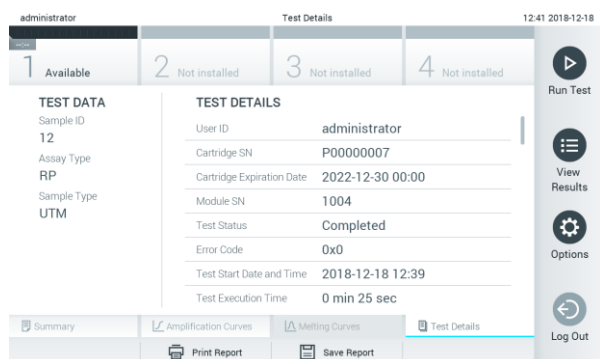 administrator Test Details 12:41 2018-12-18
1 Available 2 Not installed 3 Not installed 4 Not installed
Run Test
TEST DATA TEST DETAILS
Sample ID
12
Assay Type
RP
Sample Type
UTM
User ID administrator
Cartridge SN P00000007
Cartridge Expiration Date 2022-12-30 00:00
Module SN 1004
Test Status Completed
Error Code 0x0
Test Start Date and Time 2018-12-18 12:39
Test Execution Time 0 min 25 sec
View
Results
Options
Log Out
Summary Amplification Curves Melting Curves Test Details
Print Report Save Report